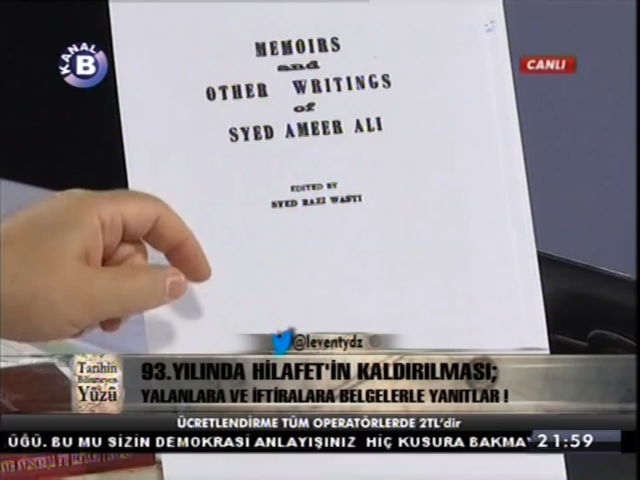 KANAL
B
CANLI
MEMOIRS
and
OTHER WRITINGS
of
SYED AMEER ALI
EDITED BY
SYED RAZI WASTI
@leventydz
Tarihin
Bilinmeyen
Yüzü
93.YILINDA HİLAFET'İN KALDIRILMASI;
YALANLARA VE İFTİRALARA BELGELERLE YANITLAR !
ÜCRETLENDİRME TÜM OPERATÖRLERDE 2TL'dir
ÜĞÜ. BU MU SİZİN DEMOKRASİ ANLAYIŞINIZ HİÇ KUSURA BAKMA
21:59